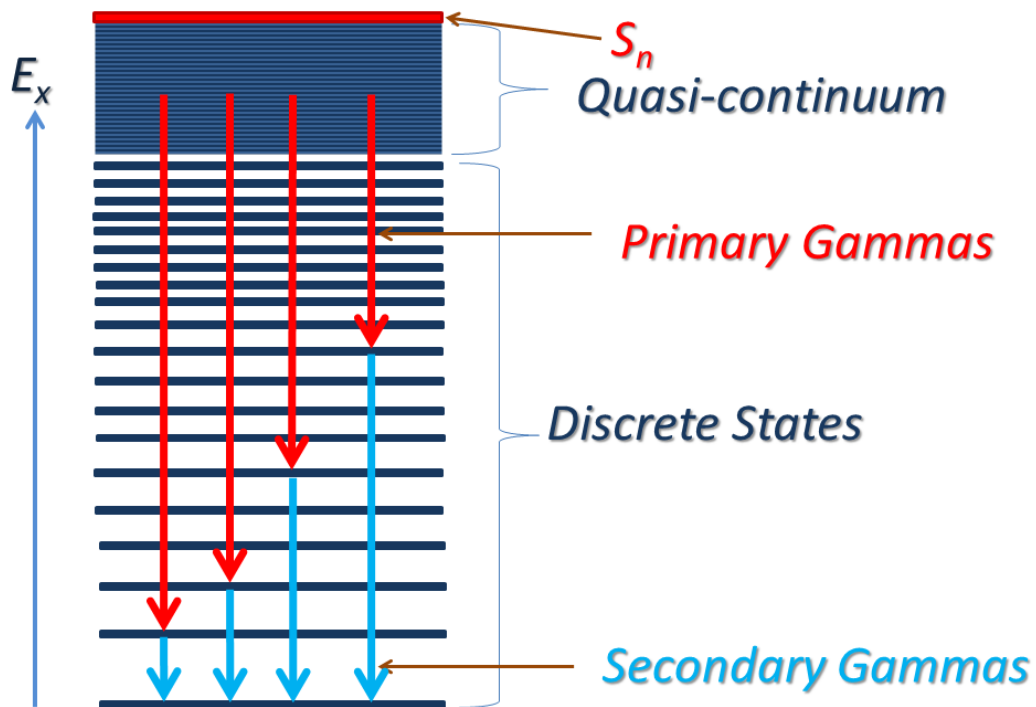 S_n
E_x
Quasi-continuum
Primary Gammas
Discrete States
Secondary Gammas